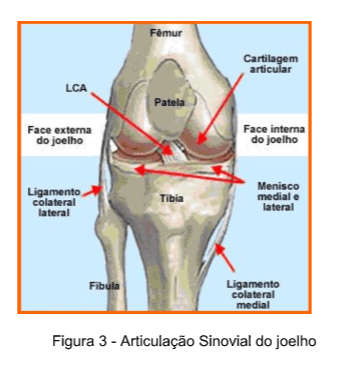 Fêmur
Cartilagem
articular
LCA
Patela
Face externa
do joelho
Face interna
do joelho
Ligamento
colateral
lateral
Tíbia
Menisco
medial e
lateral
Fíbula
Ligamento
colateral
medial
Figura 3 - Articulação Sinovial do joelho